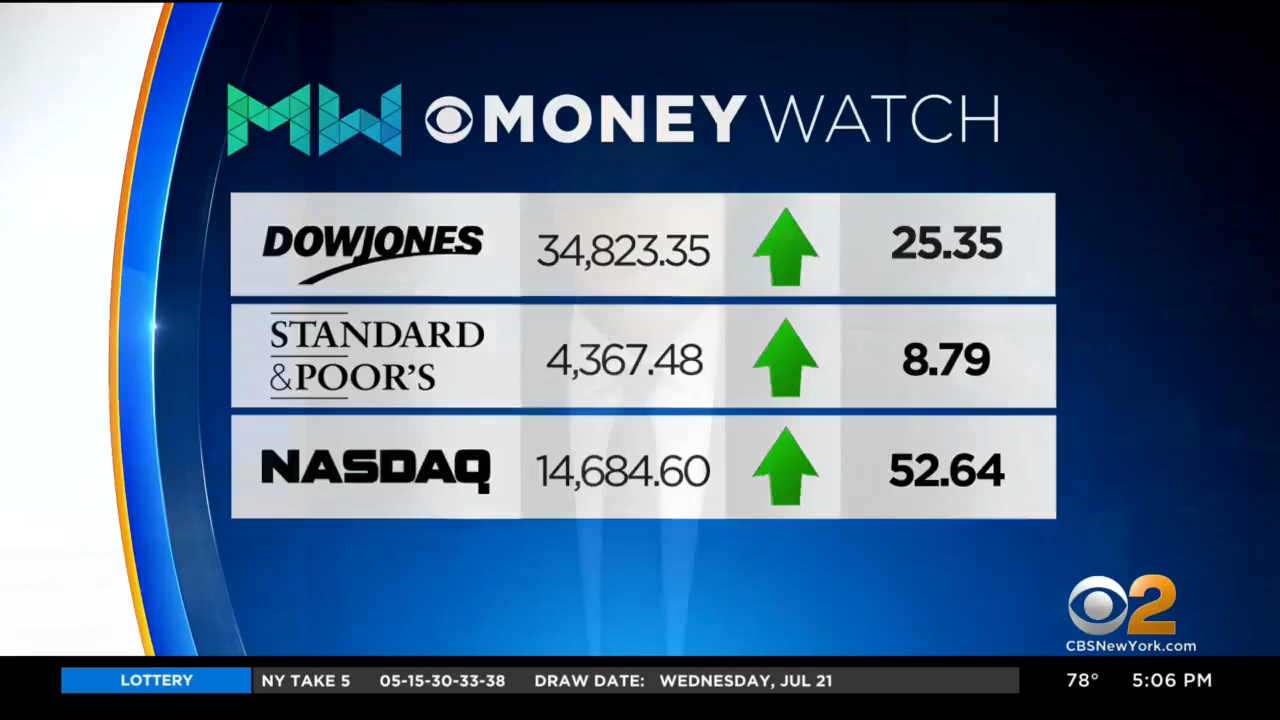 MW MONEYWATCH
DOWJONES 34,823.35 25.35
STANDARD
&POOR'S 4,367.48 8.79
NASDAQ 14,684.60 52.64
2
CBSNewYork.com
LOTTERY NY TAKE 5 05-15-30-33-38 DRAW DATE: WEDNESDAY, JUL 21 78° 5:06 PM